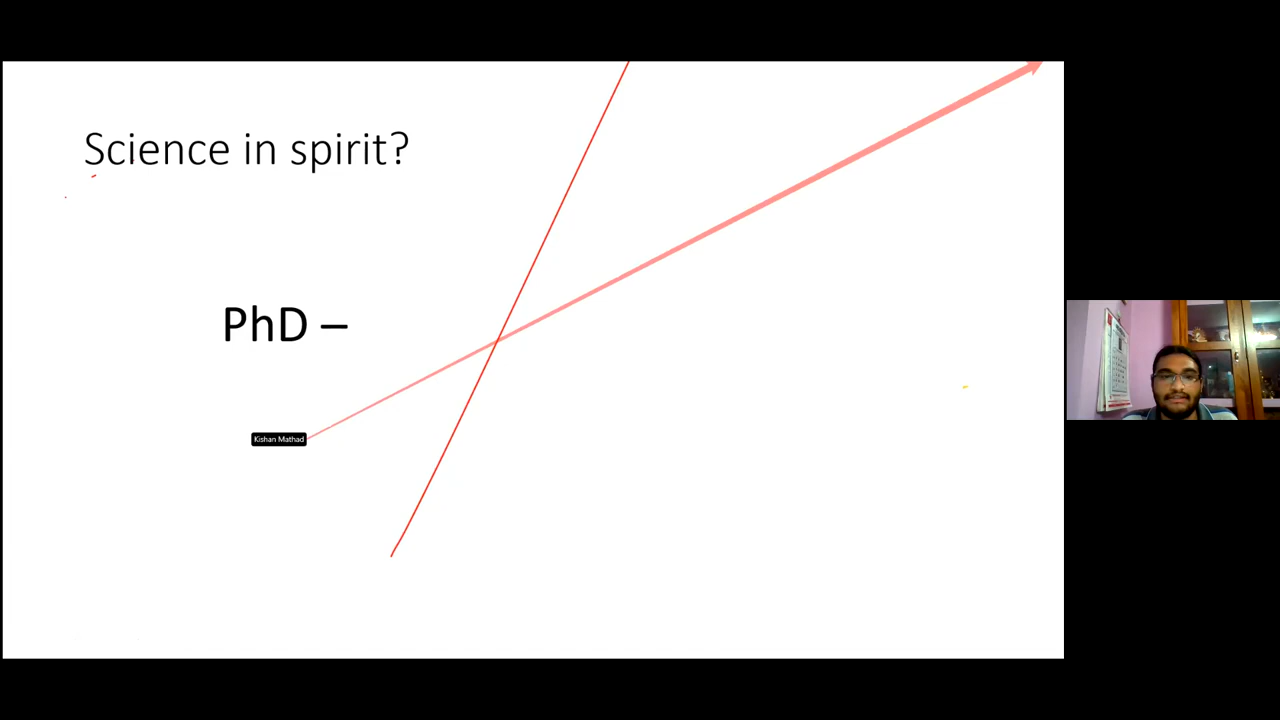 Science in spirit?
PhD –
Kishan Mathad